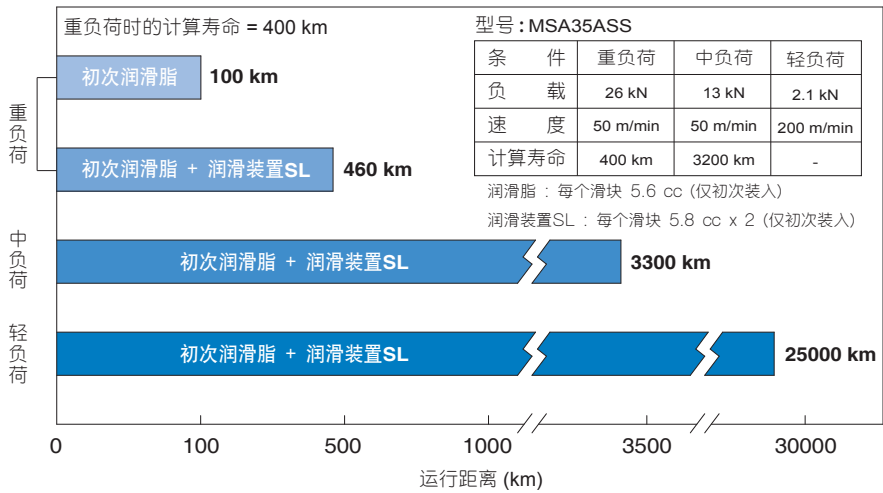 重负荷时的计算寿命 = 400 km
型号：MSA35ASS
条 件 重负荷 中负荷 轻负荷
负 载 26 kN 13 kN 2.1 kN
速 度 50 m/min 50 m/min 200 m/min
计算寿命 400 km 3200 km -
润滑脂 : 每个滑块 5.6 cc (仅初次装入)
润滑装置SL : 每个滑块 5.8 cc x 2 (仅初次装入)
重负荷
初次润滑脂 100 km
初次润滑脂 + 润滑装置SL 460 km
中负荷
初次润滑脂 + 润滑装置SL 3300 km
轻负荷
初次润滑脂 + 润滑装置SL 25000 km
0 100 500 1000 3500 30000
运行距离 (km)